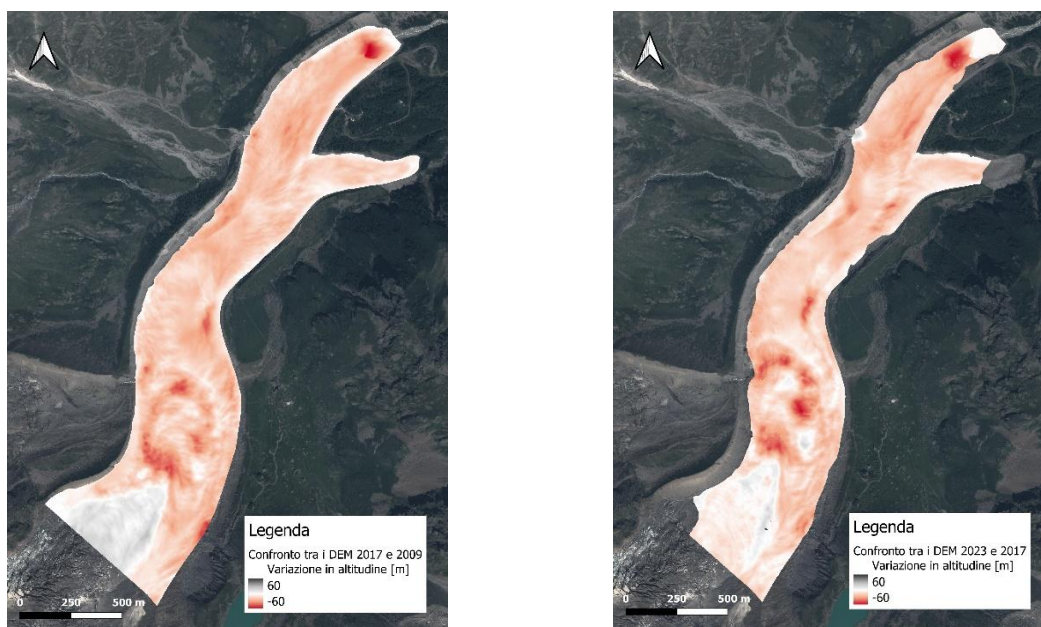 Legenda
Confronto tra i DEM 2017 e 2009
Variazione in altitudine [m]
60
-60
0 250 500 m
Legenda
Confronto tra i DEM 2023 e 2017
Variazione in altitudine [m]
60
-60
0 250 500 m